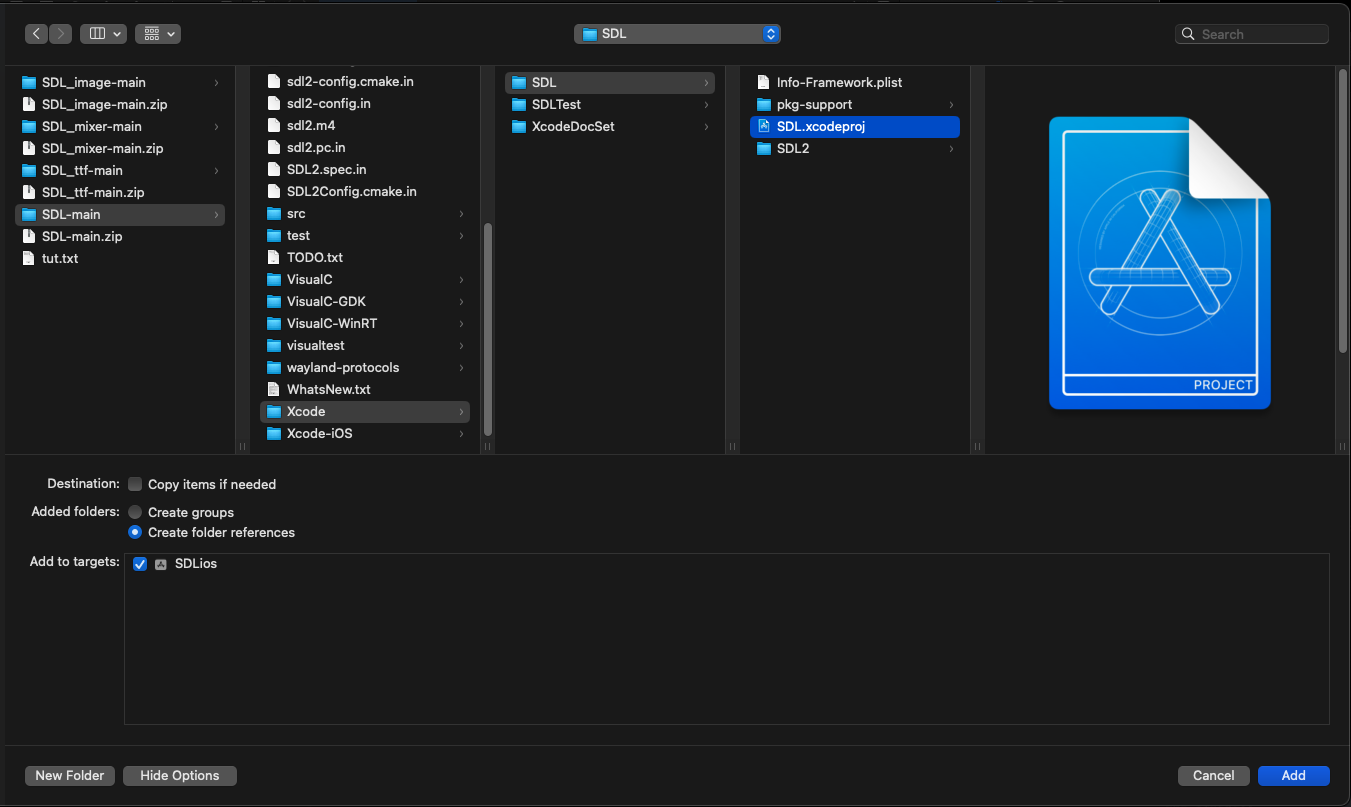 SDL
Search
SDL_image-main
SDL_image-main.zip
SDL_mixer-main
SDL_mixer-main.zip
SDL_ttf-main
SDL_ttf-main.zip
SDL-main
SDL-main.zip
tut.txt
sdl2-config.cmake.in
sdl2-config.in
sdl2.m4
sdl2.pc.in
SDL2.spec.in
SDL2Config.cmake.in
src
test
TODO.txt
VisualC
VisualC-GDK
VisualC-WinRT
visualtest
wayland-protocols
WhatsNew.txt
Xcode
Xcode-iOS
SDL
SDLTest
XcodeDocSet
Info-Framework.plist
pkg-support
SDL.xcodeproj
SDL2
PROJECT
Destination: Copy items if needed
Added folders: Create groups
Create folder references
Add to targets: SDLios
New Folder Hide Options Cancel Add